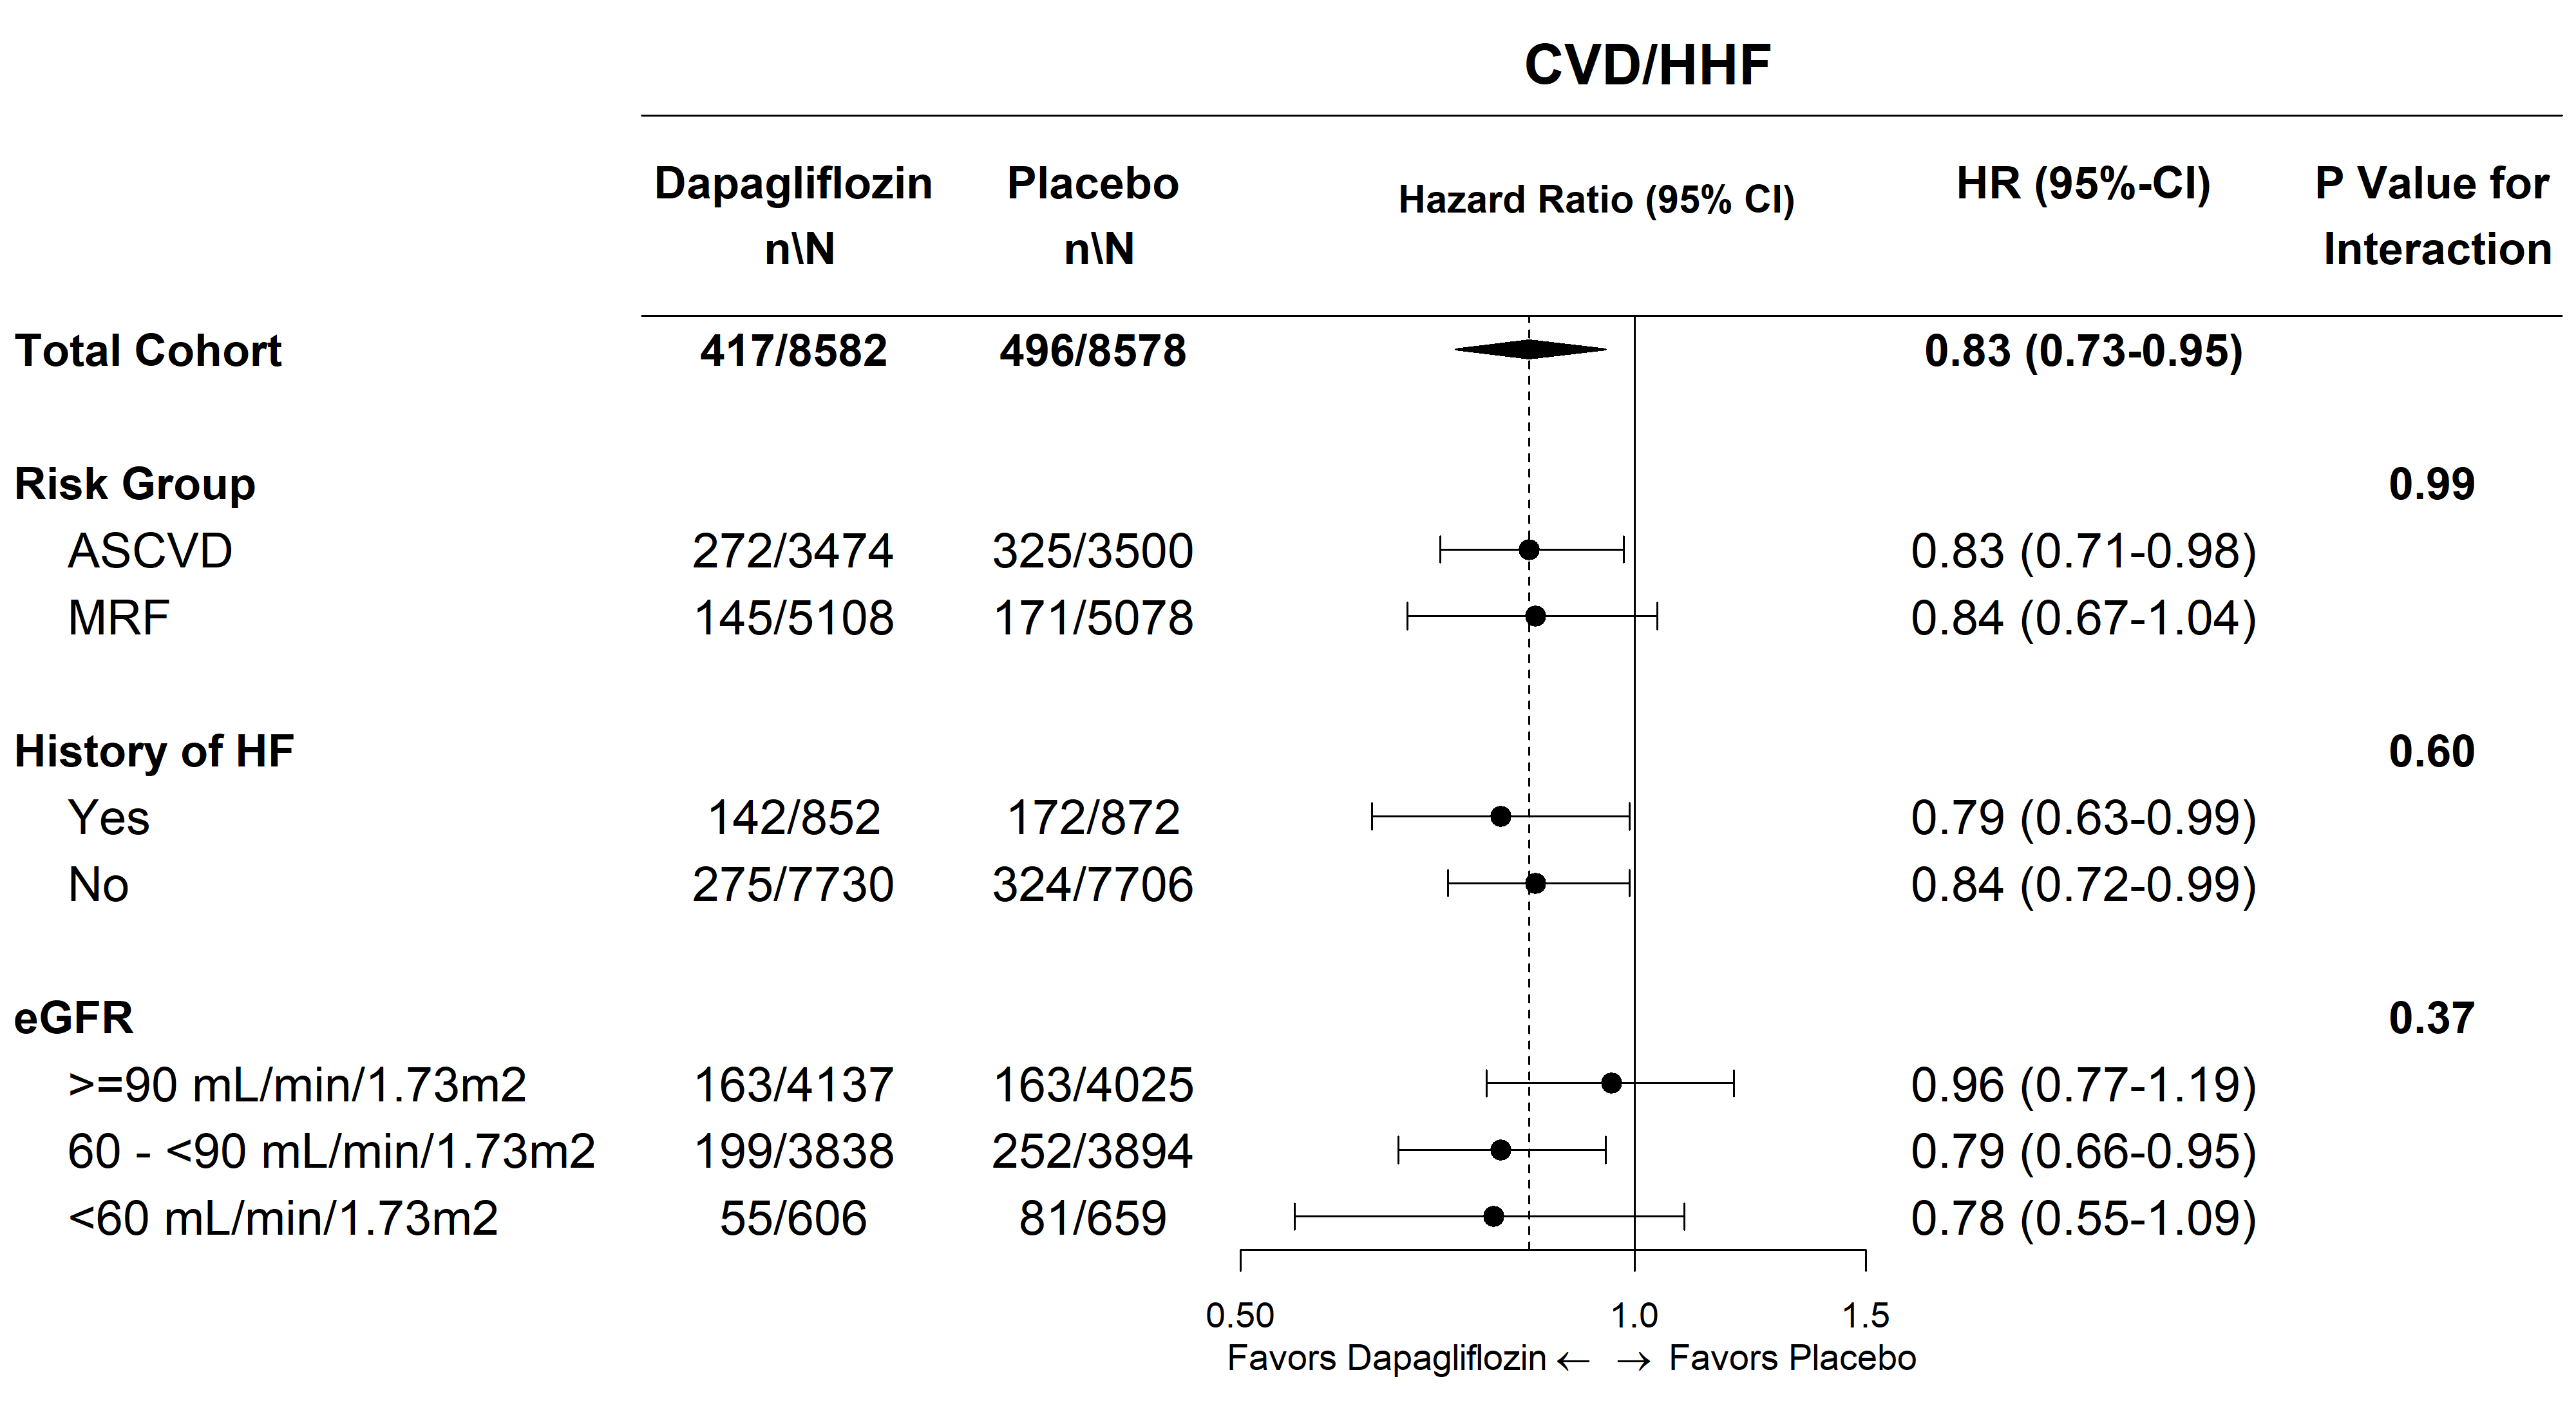 CVD/HHF
Dapagliflozin Placebo Hazard Ratio (95% CI) HR (95%-CI) P Value for
n\N n\N Interaction
Total Cohort 417/8582 496/8578 0.83 (0.73-0.95)
Risk Group 0.99
ASCVD 272/3474 325/3500 0.83 (0.71-0.98)
MRF 145/5108 171/5078 0.84 (0.67-1.04)
History of HF 0.60
Yes 142/852 172/872 0.79 (0.63-0.99)
No 275/7730 324/7706 0.84 (0.72-0.99)
eGFR 0.37
>=90 mL/min/1.73m2 163/4137 163/4025 0.96 (0.77-1.19)
60 - <90 mL/min/1.73m2 199/3838 252/3894 0.79 (0.66-0.95)
<60 mL/min/1.73m2 55/606 81/659 0.78 (0.55-1.09)
0.50 1.0 1.5
Favors Dapagliflozin ← → Favors Placebo